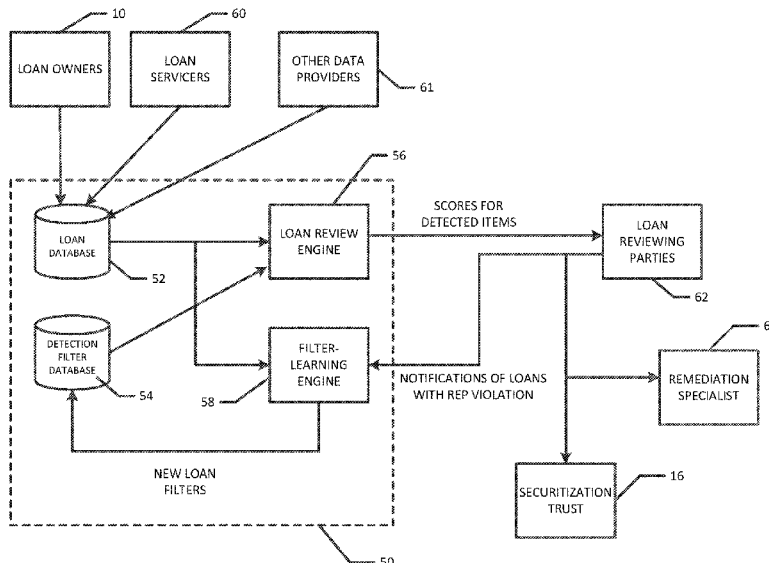 10
60
LOAN OWNERS
LOAN
SERVICERS
OTHER DATA
PROVIDERS
61
56
LOAN
DATABASE
52
LOAN REVIEW
ENGINE
SCORES FOR
DETECTED ITEMS
LOAN
REVIEWING
PARTIES
62
DETECTION
FILTER
DATABASE
54
FILTER-
LEARNING
ENGINE
58
NOTIFICATIONS OF LOANS
WITH REP VIOLATION
REMEDIATION
SPECIALIST
NEW LOAN
FILTERS
SECURITIZATION
TRUST
16
50